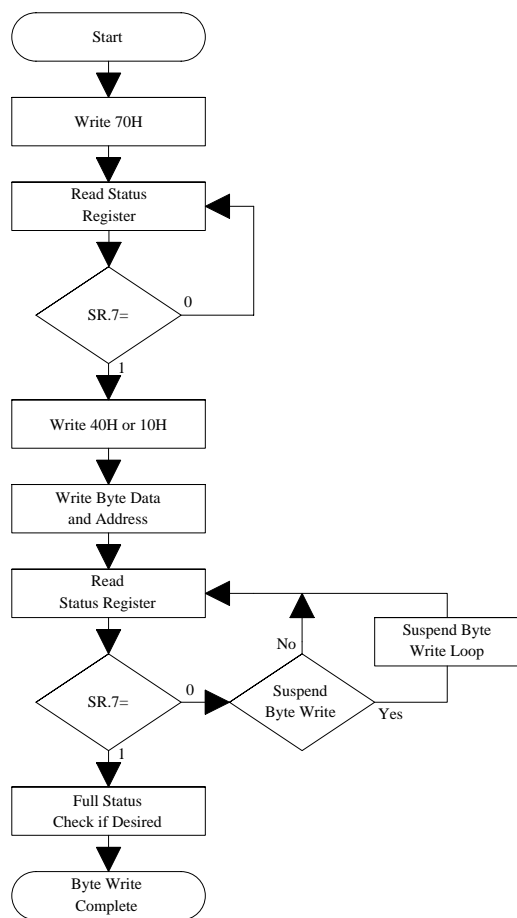 Start
Write 70H
Read Status
Register
SR.7=
0
1
Write 40H or 10H
Write Byte Data
and Address
Read
Status Register
Suspend Byte
Write Loop
No
SR.7=
0
Suspend
Byte Write
Yes
1
Full Status
Check if Desired
Byte Write
Complete